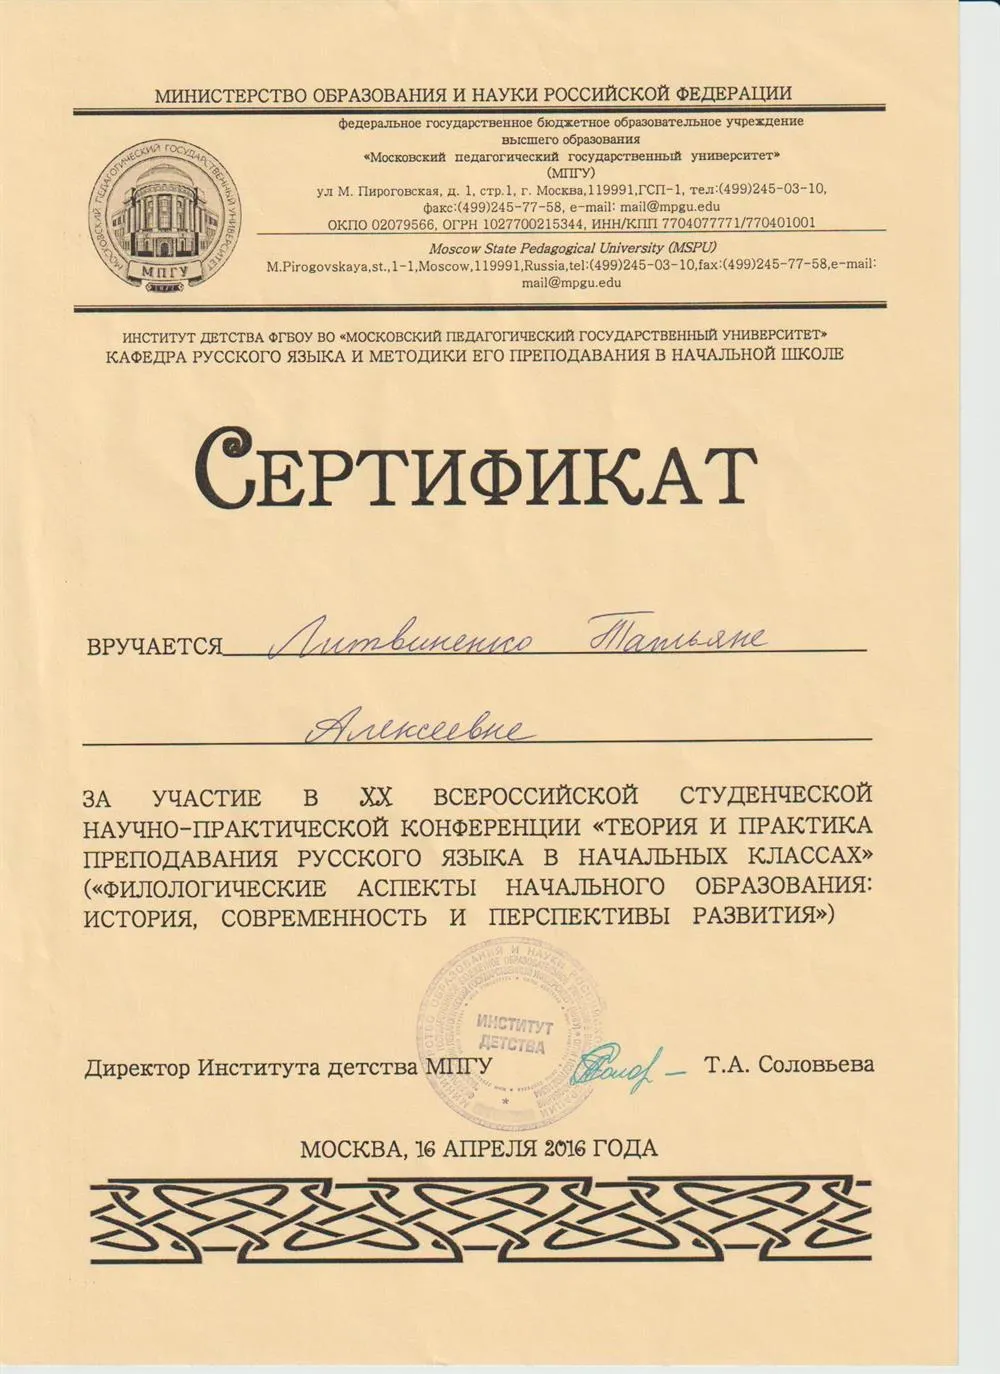 МИНИСТЕРСТВО ОБРАЗОВАНИЯ И НАУКИ РОССИЙСКОЙ ФЕДЕРАЦИИ
федеральное государственное бюджетное образовательное учреждение
высшего образования
«Московский педагогический государственный университет»
(МПГУ)
ул М. Пироговская, д. 1, стр.1, г. Москва,119991,ГСП-1, тел:(499)245-03-10,
факс:(499)245-77-58, e-mail: mail@mpgu.edu
ОКПО 02079566, ОГРН 1027700215344, ИНН/КПП 7704077771/770401001
Moscow State Pedagogical University (MSPU)
M.Pirogovskaya,st.,1-1,Moscow,119991,Russia,tel:(499)245-03-10,fax:(499)245-77-58,e-mail:
mail@mpgu.edu
МОСКОВСКИЙ ПЕДАГОГИЧЕСКИЙ ГОСУДАРСТВЕННЫЙ УНИВЕРСИТЕТ
МПГУ
1872
ИНСТИТУТ ДЕТСТВА ФГБОУ ВО «МОСКОВСКИЙ ПЕДАГОГИЧЕСКИЙ ГОСУДАРСТВЕННЫЙ УНИВЕРСИТЕТ»
КАФЕДРА РУССКОГО ЯЗЫКА И МЕТОДИКИ ЕГО ПРЕПОДАВАНИЯ В НАЧАЛЬНОЙ ШКОЛЕ
СЕРТИФИКАТ
ВРУЧАЕТСЯ Литвиненко Татьяне
Алексеевне
ЗА УЧАСТИЕ В XX ВСЕРОССИЙСКОЙ СТУДЕНЧЕСКОЙ
НАУЧНО-ПРАКТИЧЕСКОЙ КОНФЕРЕНЦИИ «ТЕОРИЯ И ПРАКТИКА
ПРЕПОДАВАНИЯ РУССКОГО ЯЗЫКА В НАЧАЛЬНЫХ КЛАССАХ»
(«ФИЛОЛОГИЧЕСКИЕ АСПЕКТЫ НАЧАЛЬНОГО ОБРАЗОВАНИЯ:
ИСТОРИЯ, СОВРЕМЕННОСТЬ И ПЕРСПЕКТИВЫ РАЗВИТИЯ»)
ИНСТИТУТ
ДЕТСТВА
Директор Института детства МПГУ Т.А. Соловьева
МОСКВА, 16 АПРЕЛЯ 2016 ГОДА